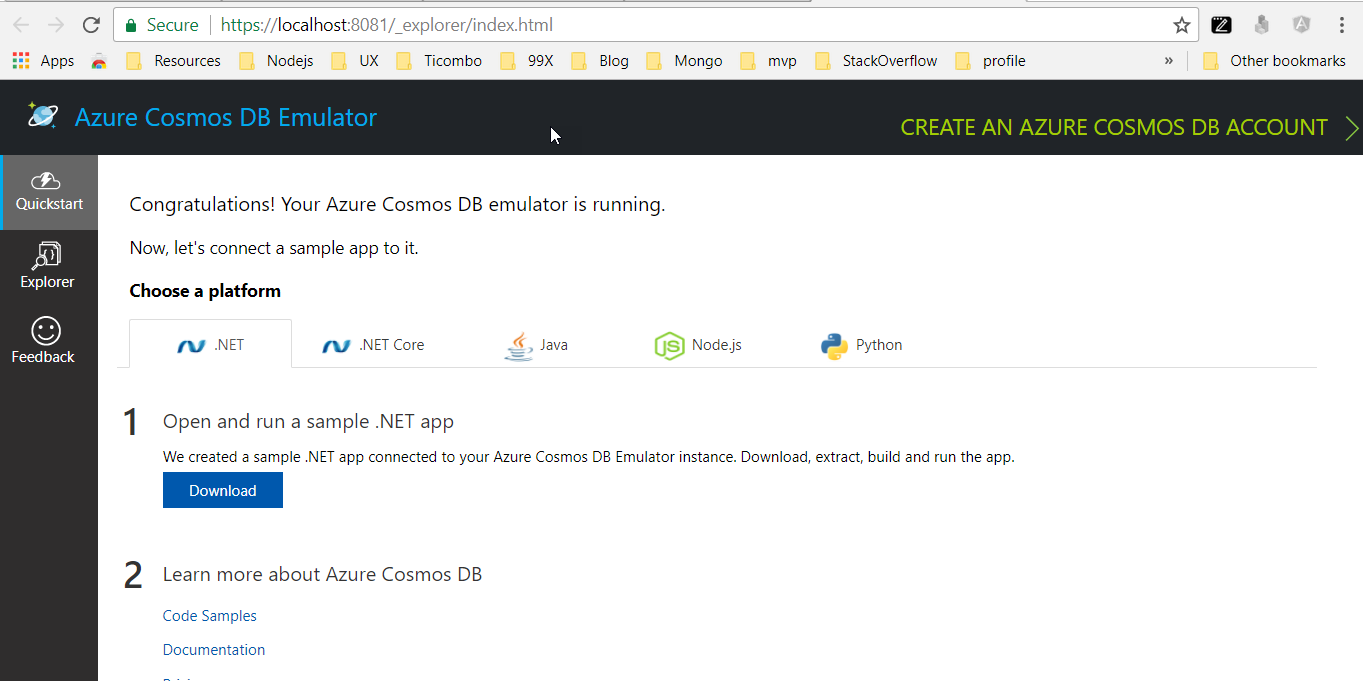 Secure https://localhost:8081/_explorer/index.html
Apps Resources Nodejs UX Ticombo 99X Blog Mongo mvp StackOverflow profile » Other bookmarks
Azure Cosmos DB Emulator
CREATE AN AZURE COSMOS DB ACCOUNT
Quickstart
Explorer
Feedback
Congratulations! Your Azure Cosmos DB emulator is running.
Now, let's connect a sample app to it.
Choose a platform
.NET .NET Core Java Node.js Python
1 Open and run a sample .NET app
We created a sample .NET app connected to your Azure Cosmos DB Emulator instance. Download, extract, build and run the app.
Download
2 Learn more about Azure Cosmos DB
Code Samples
Documentation